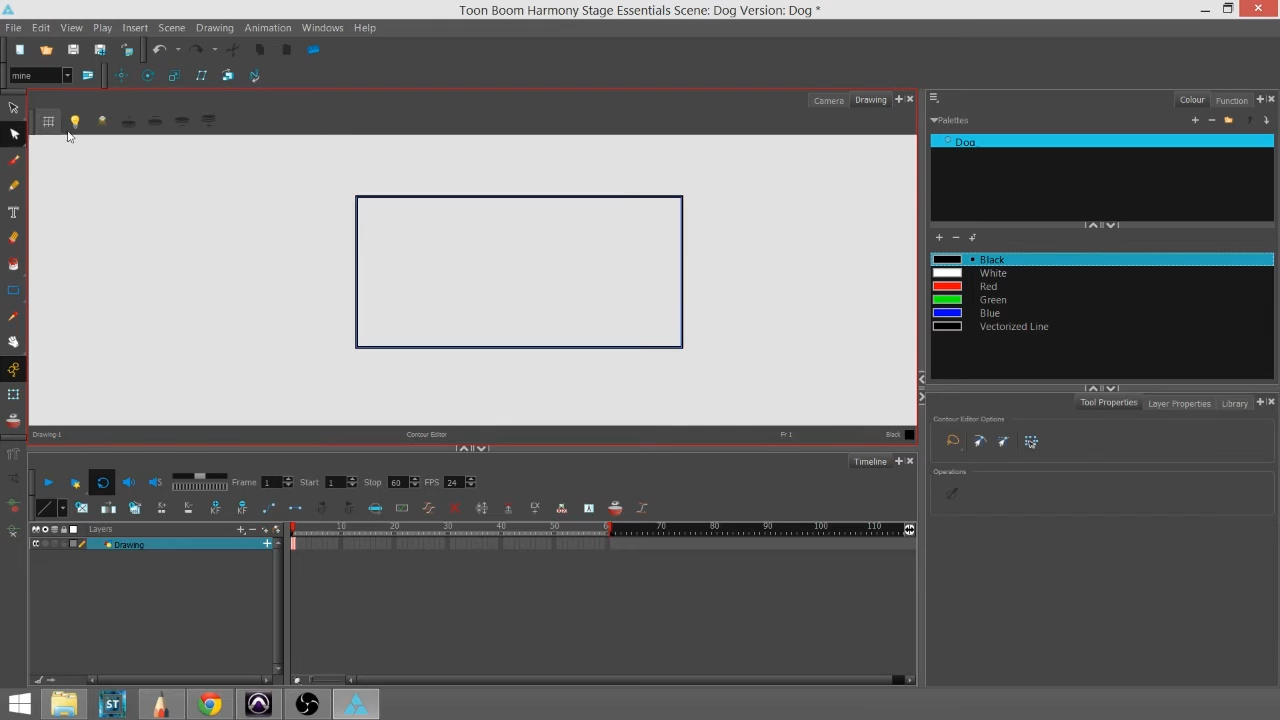 Toon Boom Harmony Stage Essentials Scene: Dog Version: Dog *
File Edit View Play Insert Scene Drawing Animation Windows Help
mine
Camera Drawing
Colour Function
Palettes
Dog
Black
White
Red
Green
Blue
Vectorized Line
Tool Properties Layer Properties Library
Contour Editor Options
Operations
Drawing-1 Contour Editor Fr 1 Black
Timeline
Frame 1 Start 1 Stop 60 FPS 24
Layers
10 20 30 40 50 6 70 80 90 100 110
Drawing
ST